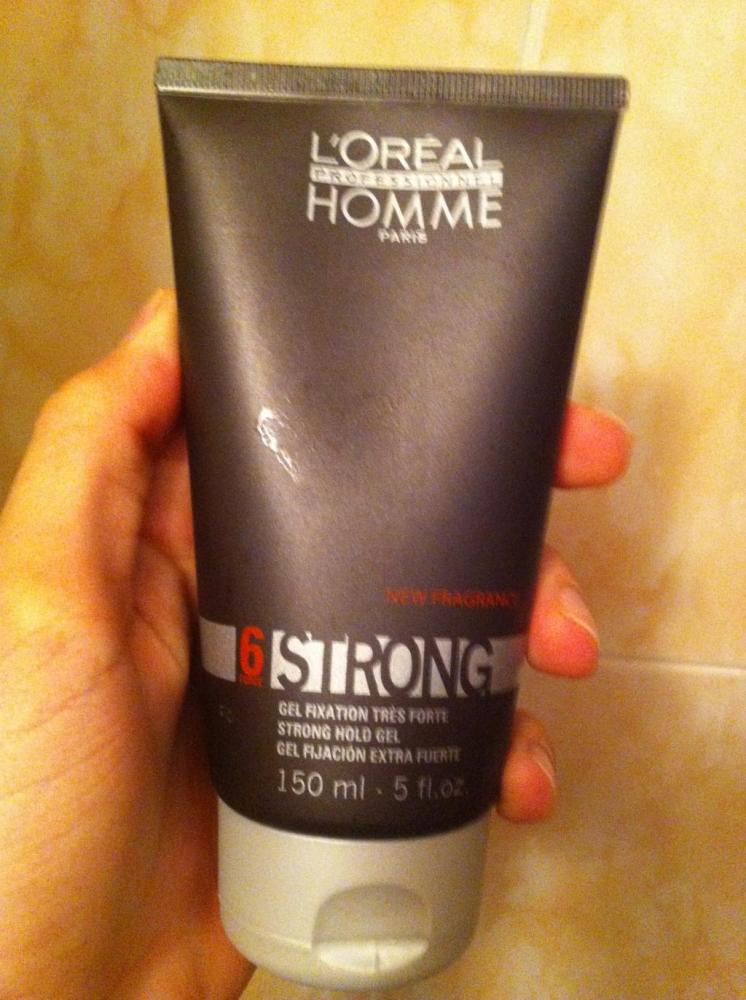 L'ORÉAL
PROFESSIONNEL
HOMME
PARIS
NEW FRAGRANCE
6 STRONG
FORCE
GEL FIXATION TRÈS FORTE
STRONG HOLD GEL
GEL FIJACIÓN EXTRA FUERTE
150 ml · 5 fl.oz.